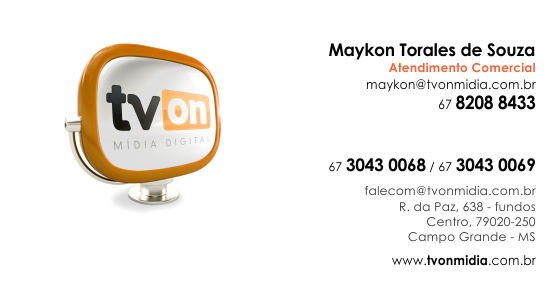 tv on
MÍDIA DIGITAL
Maykon Torales de Souza
Atendimento Comercial
maykon@tvonmidia.com.br
67 8208 8433
67 3043 0068 / 67 3043 0069
falecom@tvonmidia.com.br
R. da Paz, 638 - fundos
Centro, 79020-250
Campo Grande - MS
www.tvonmidia.com.br